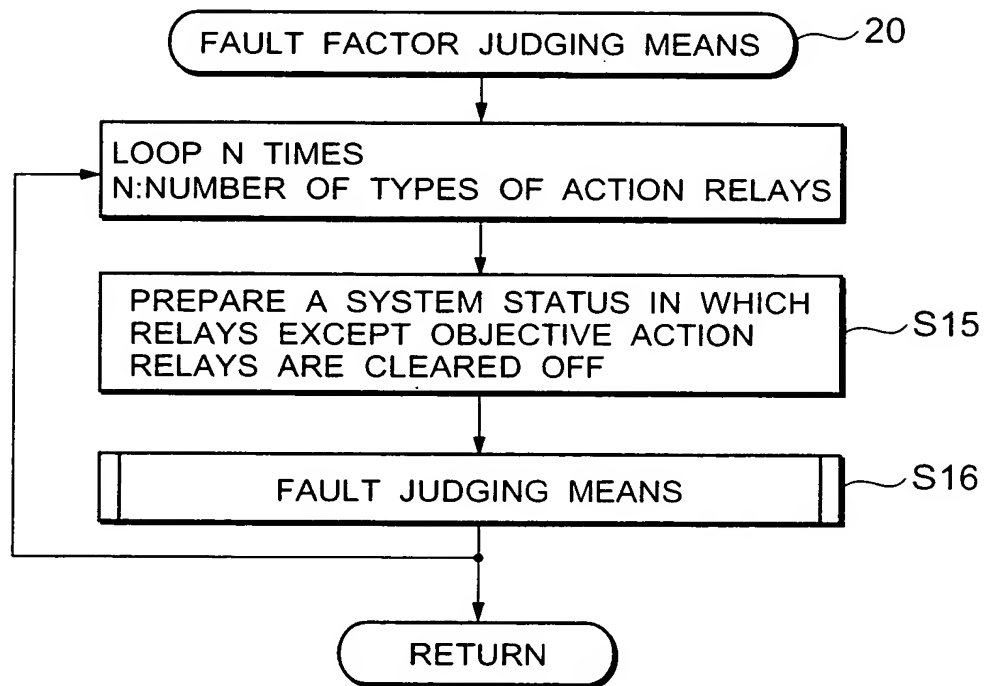 FAULT FACTOR JUDGING MEANS
20
LOOP N TIMES
N:NUMBER OF TYPES OF ACTION RELAYS
PREPARE A SYSTEM STATUS IN WHICH
RELAYS EXCEPT OBJECTIVE ACTION
RELAYS ARE CLEARED OFF
S15
FAULT JUDGING MEANS
S16
RETURN